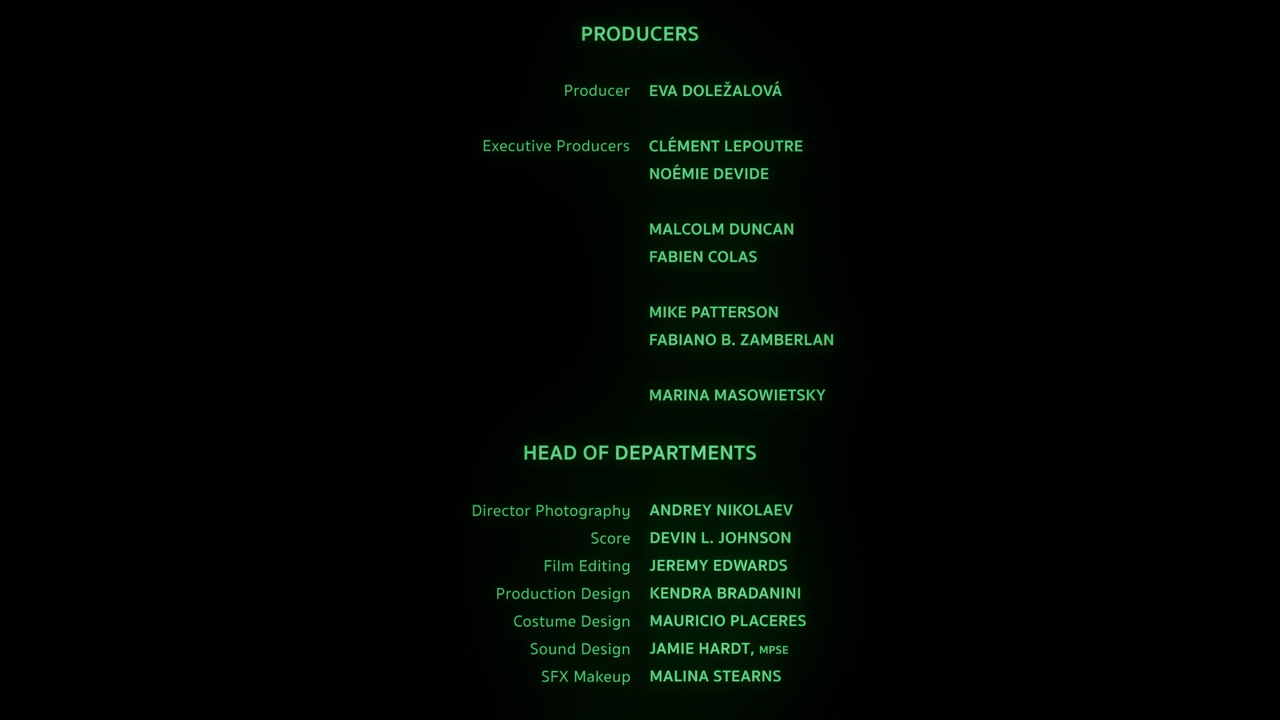 PRODUCERS
Producer EVA DOLEŽALOVÁ
Executive Producers CLÉMENT LEPOUTRE
NOÉMIE DEVIDE
MALCOLM DUNCAN
FABIEN COLAS
MIKE PATTERSON
FABIANO B. ZAMBERLAN
MARINA MASOWIETSKY
HEAD OF DEPARTMENTS
Director Photography ANDREY NIKOLAEV
Score DEVIN L. JOHNSON
Film Editing JEREMY EDWARDS
Production Design KENDRA BRADANINI
Costume Design MAURICIO PLACERES
Sound Design JAMIE HARDT, MPSE
SFX Makeup MALINA STEARNS